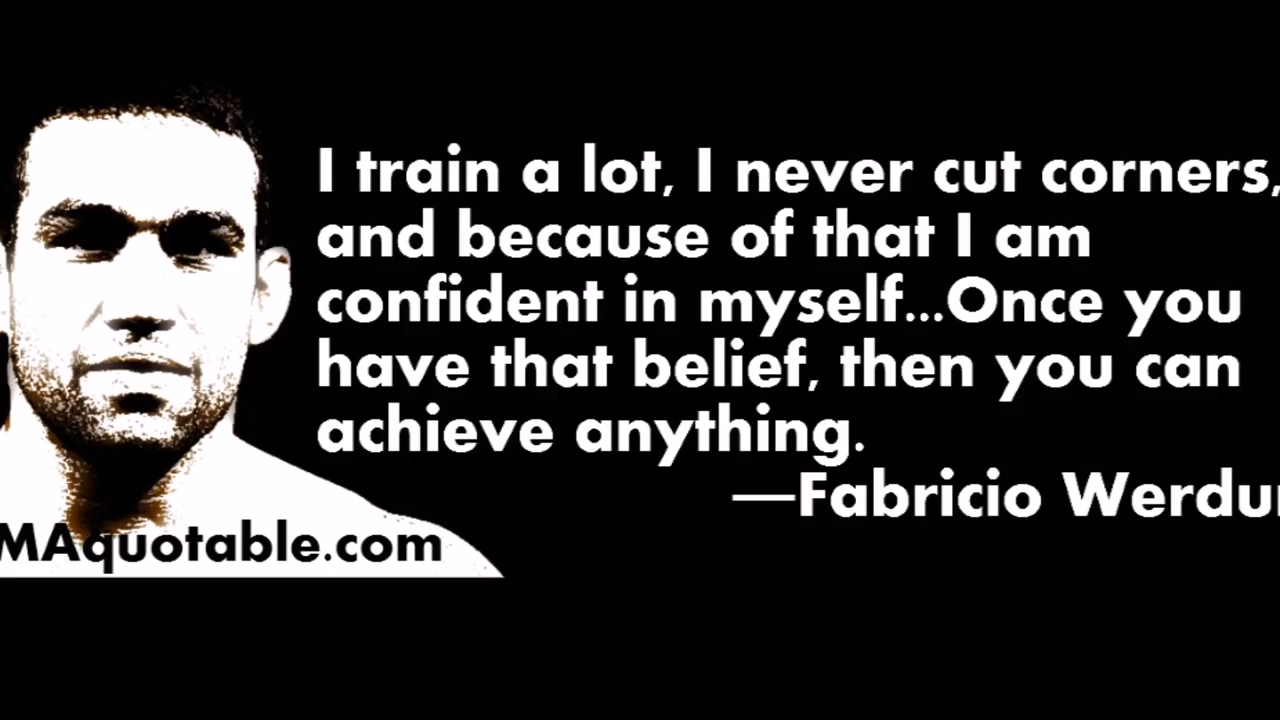 I train a lot, I never cut corners,
and because of that I am
confident in myself...Once you
have that belief, then you can
achieve anything.
—Fabricio Werdu
MAquotable.com